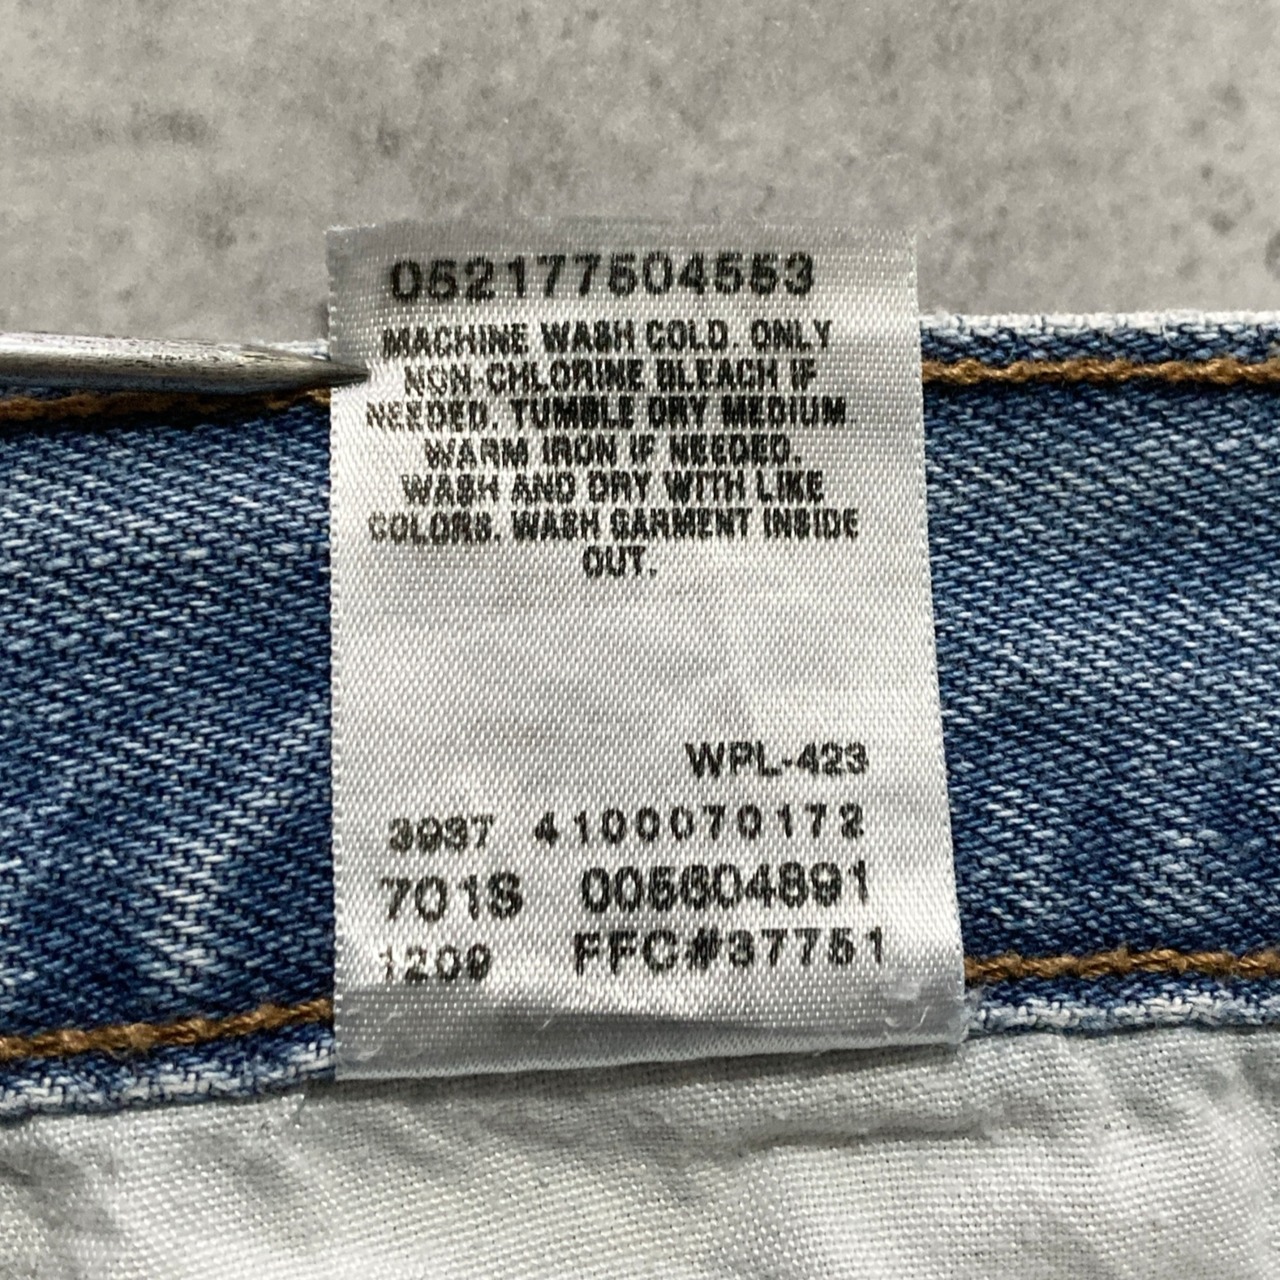 052177504553
MACHINE WASH COLD. ONLY
NON-CHLORINE BLEACH IF
NEEDED. TUMBLE DRY MEDIUM
WARM IRON IF NEEDED.
WASH AND DRY WITH LIKE
COLORS. WASH GARMENT INSIDE
OUT.
WPL-423
3937 4100070172
701S 005604891
1209 FFC#37751